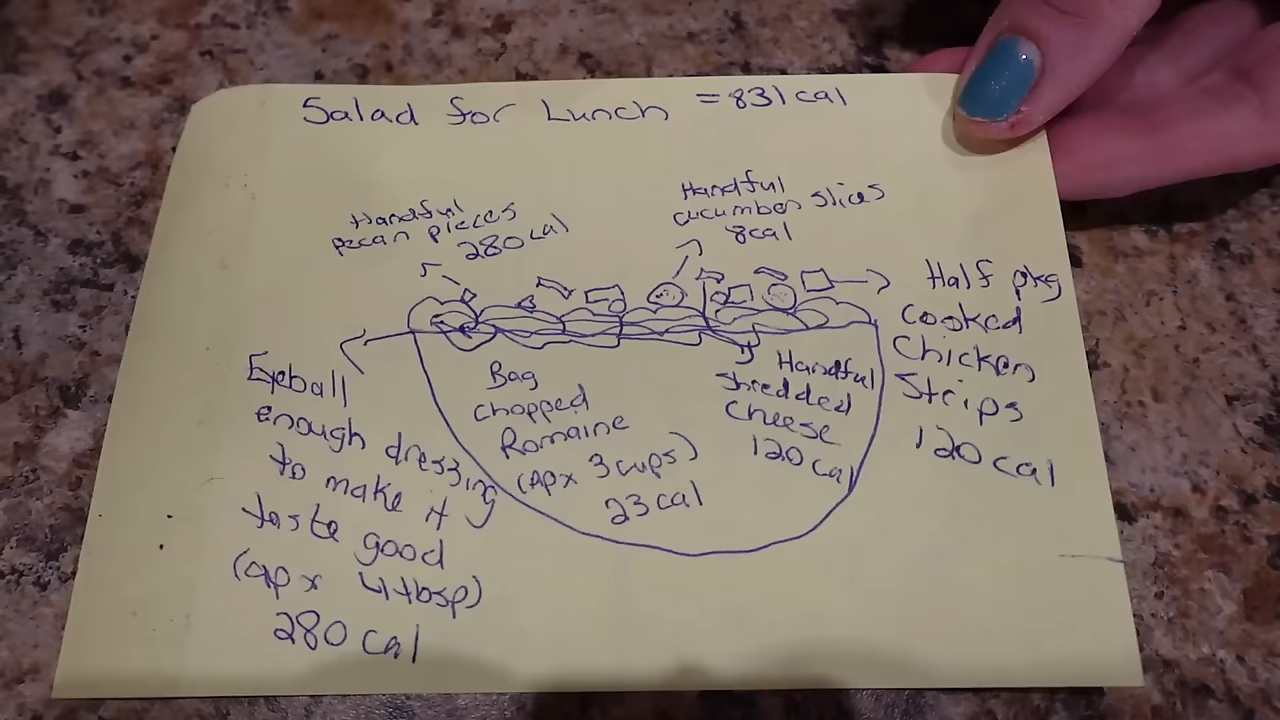 Salad for Lunch = 831 cal
Handful
pecan pieces
280 cal
Handful
cucumber slices
8cal
Half pkg
cooked
Chicken
Strips
120 cal
Eyeball
enough dressing
to make it
taste good
(apx 4 tbsp)
280 cal
Bag
chopped
Romaine
(Apx 3 cups)
23 cal
Handful
shredded
cheese
120 cal